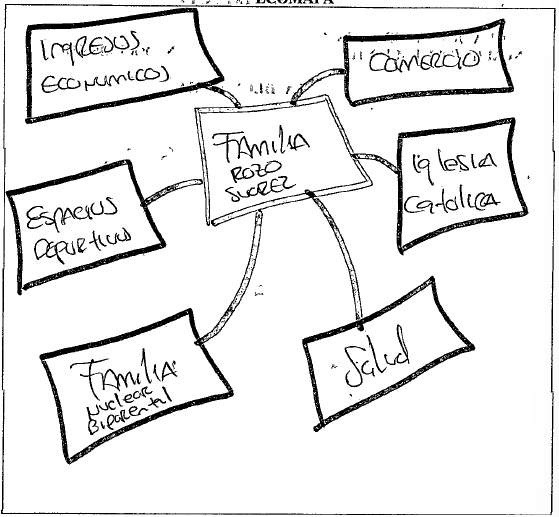 ECOMAPA
Ingresos
Economicos
Comercio
Familia
Rozo
Suarez
Iglesia
Catolica
Espacios
Deportivos
Familia
Nuclear
Biparental
Salud